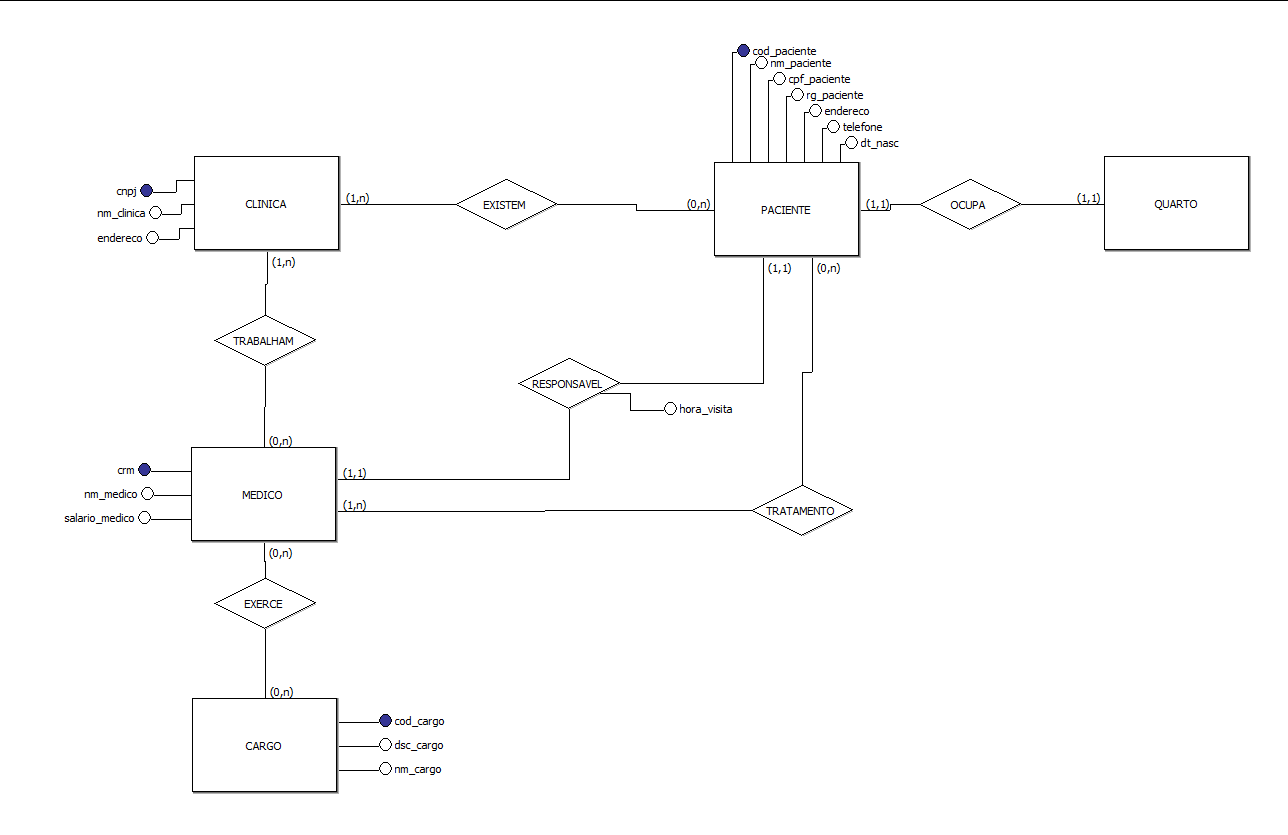 cod_paciente
nm_paciente
cpf_paciente
rg_paciente
endereco
telefone
dt_nasc
cnpj
nm_clinica
endereco
CLINICA
(1,n)
EXISTEM
(0,n)
PACIENTE
(1,1)
OCUPA
(1,1)
QUARTO
(1,n)
(1,1)
(0,n)
TRABALHAM
RESPONSAVEL
hora_visita
(0,n)
crm
nm_medico
salario_medico
MEDICO
(1,1)
(1,n)
TRATAMENTO
(0,n)
EXERCE
(0,n)
CARGO
cod_cargo
dsc_cargo
nm_cargo